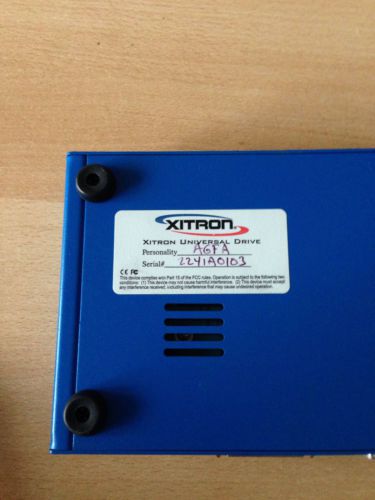 XITRON
XITRON UNIVERSAL DRIVE
Personality AGFA
Serial# 2241A0103
CE FC
This device complies with Part 15 of the FCC rules. Operation is subject to the following two
conditions: (1) This device may not cause harmful interference. (2) This device must accept
any interference received, including interference that may cause undesired operation.